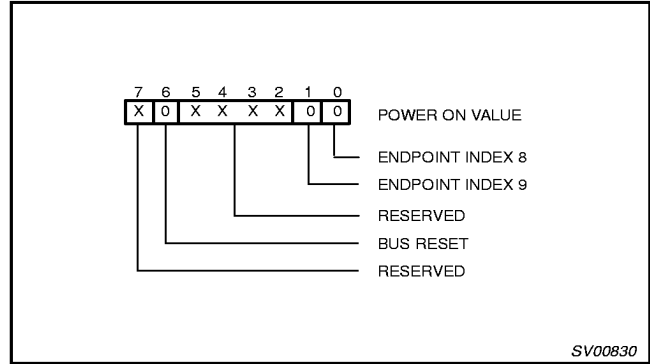 7 6 5 4 3 2 1 0
X 0 X X X X 0 0 POWER ON VALUE
ENDPOINT INDEX 8
ENDPOINT INDEX 9
RESERVED
BUS RESET
RESERVED
SV00830